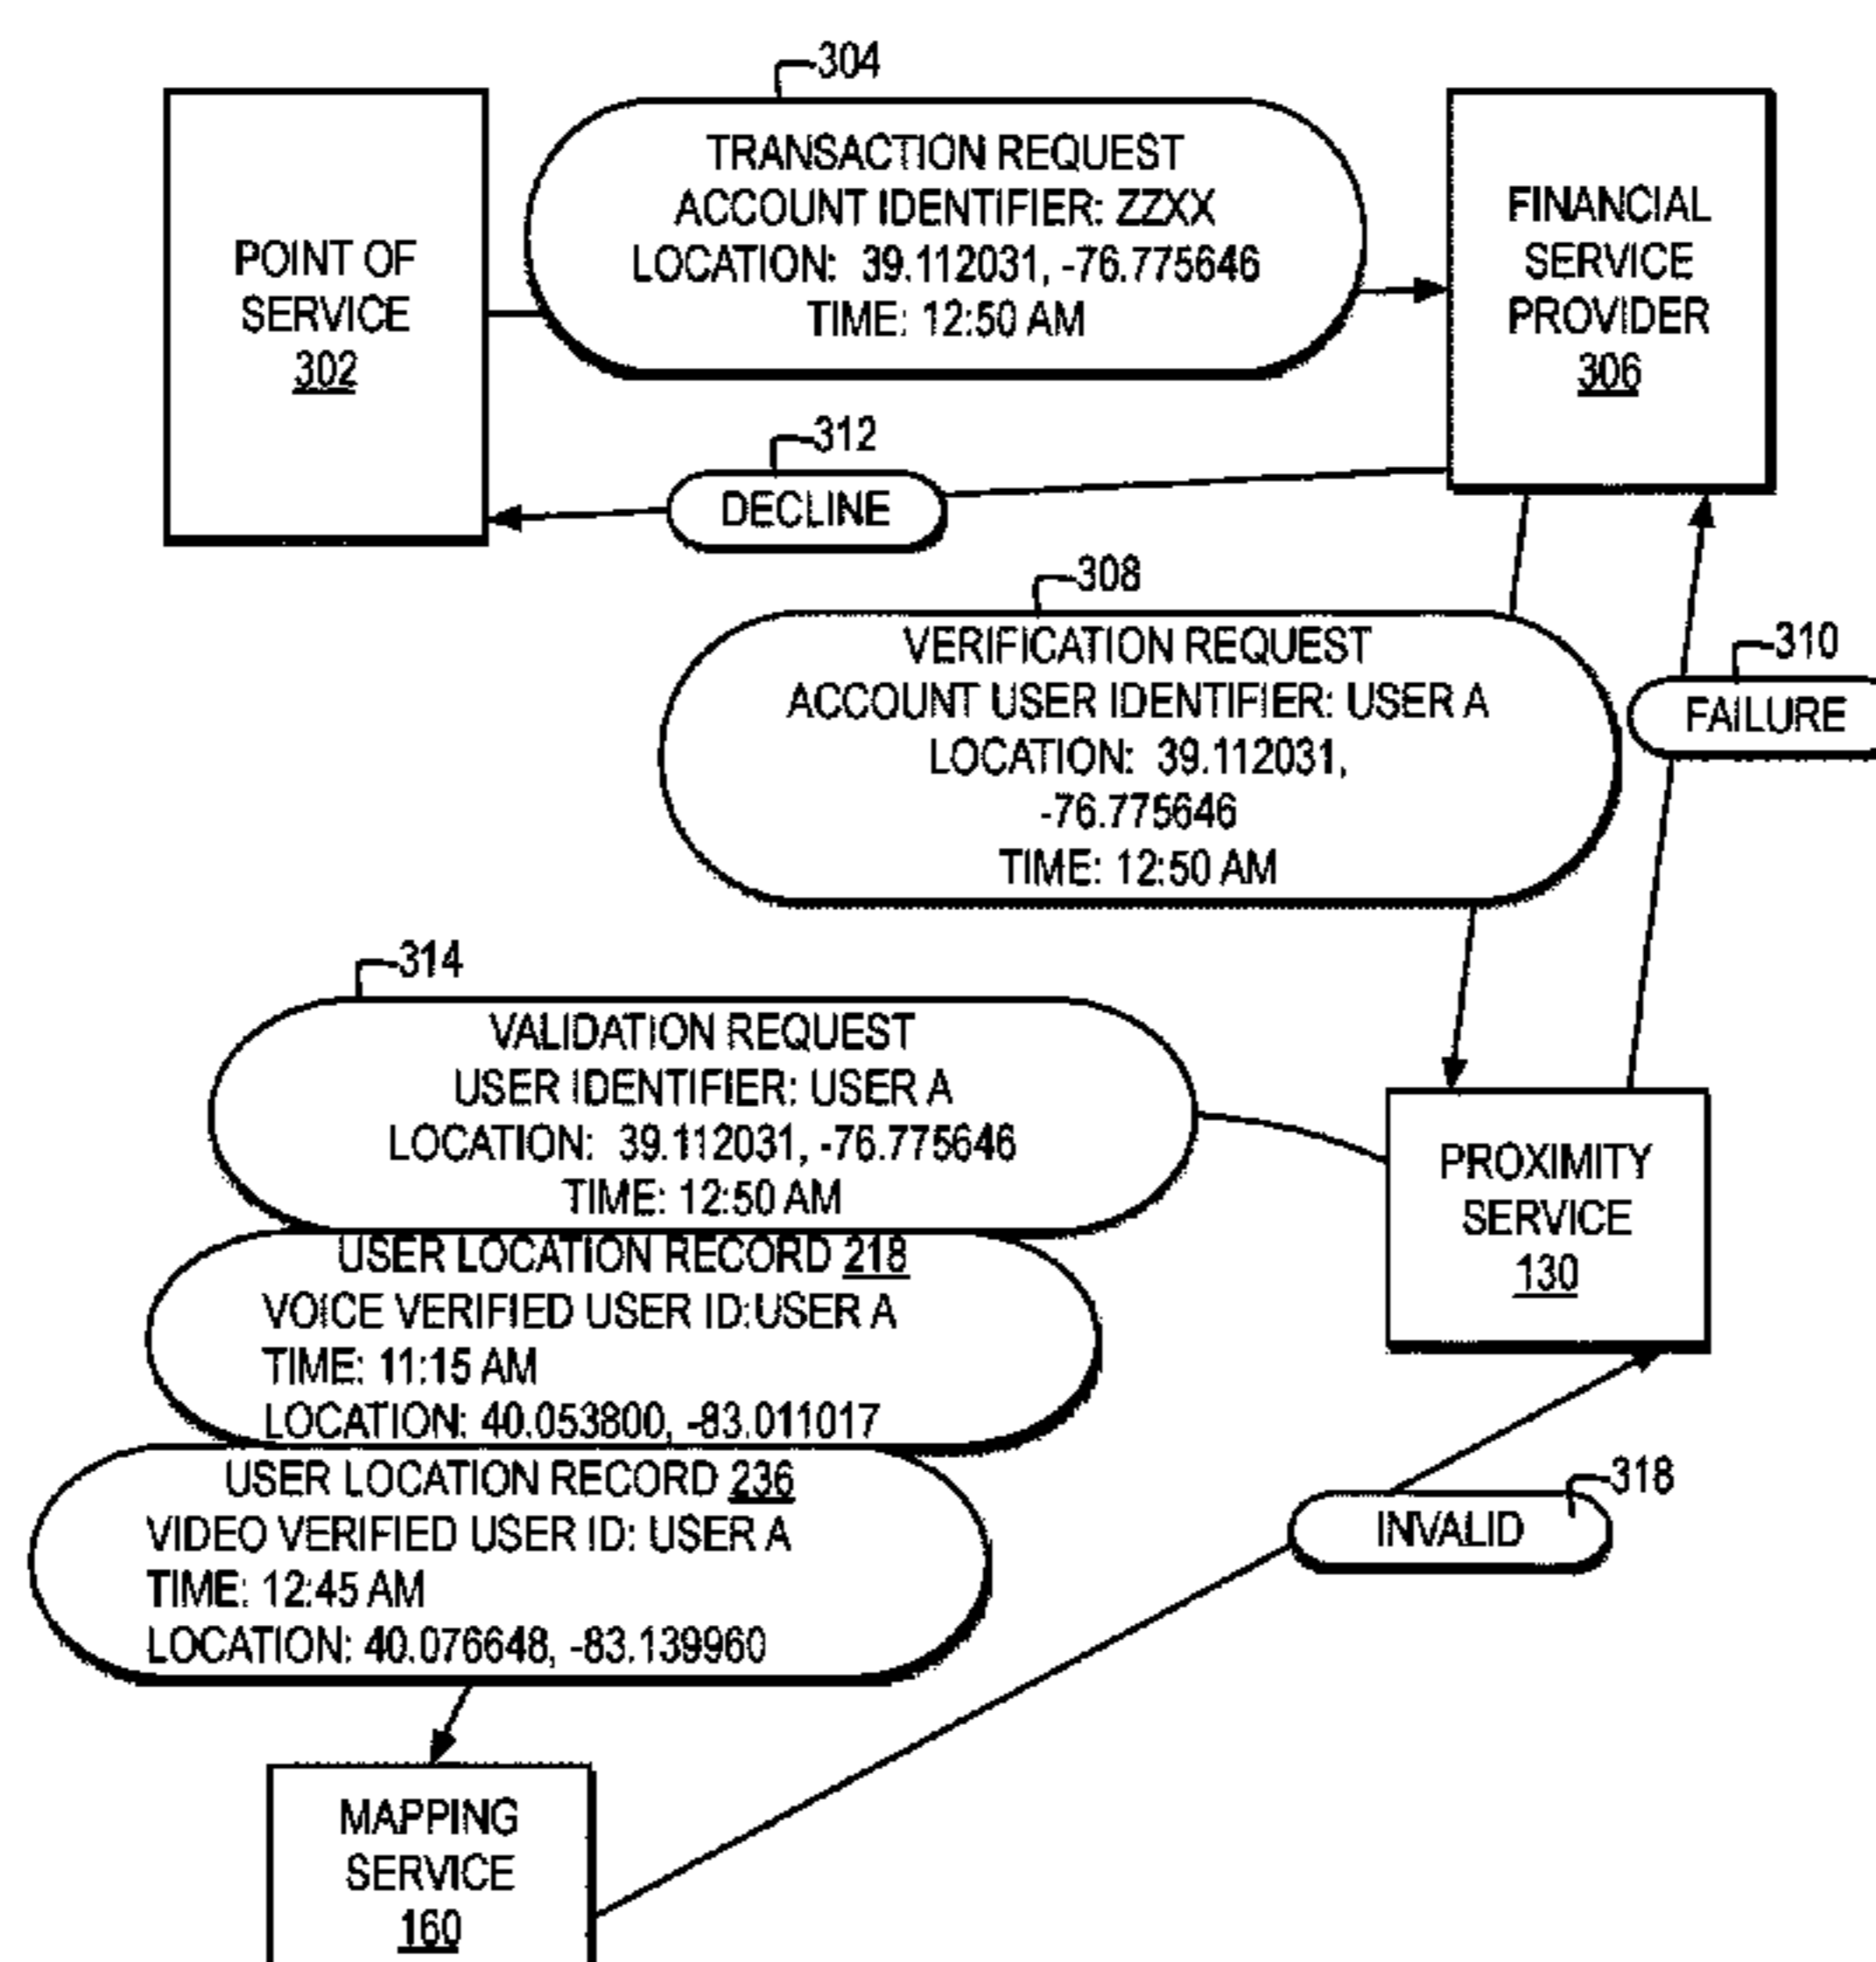 304
TRANSACTION REQUEST
ACCOUNT IDENTIFIER: ZZXX
LOCATION: 39.112031, -76.775646
TIME: 12:50 AM
POINT OF
SERVICE
302
FINANCIAL
SERVICE
PROVIDER
306
312
DECLINE
308
VERIFICATION REQUEST
ACCOUNT USER IDENTIFIER: USER A
LOCATION: 39.112031,
-76.775646
TIME: 12:50 AM
310
FAILURE
314
VALIDATION REQUEST
USER IDENTIFIER: USER A
LOCATION: 39.112031, -76.775646
TIME: 12:50 AM
PROXIMITY
SERVICE
130
USER LOCATION RECORD 218
VOICE VERIFIED USER ID:USER A
TIME: 11:15 AM
LOCATION: 40.053800, -83.011017
USER LOCATION RECORD 236
VIDEO VERIFIED USER ID: USER A
TIME: 12:45 AM
LOCATION: 40.076648, -83.139960
318
INVALID
MAPPING
SERVICE
160